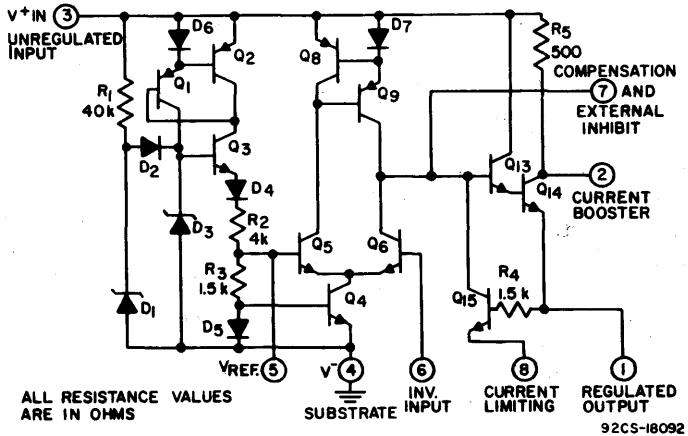 V+ IN 3
UNREGULATED
INPUT
D6
Q2
Q1
R1
40k
D2
Q3
D4
R2
4k
D3
R3
1.5k
D1
D5
Q8
D7
Q9
Q5
Q6
Q4
R5
500
COMPENSATION
7 AND
EXTERNAL
INHIBIT
Q13
Q14
2
CURRENT
BOOSTER
R4
1.5 k
Q15
VREF. 5
V- 4
SUBSTRATE
6
INV.
INPUT
8
CURRENT
LIMITING
1
REGULATED
OUTPUT
ALL RESISTANCE VALUES
ARE IN OHMS
92CS-18092